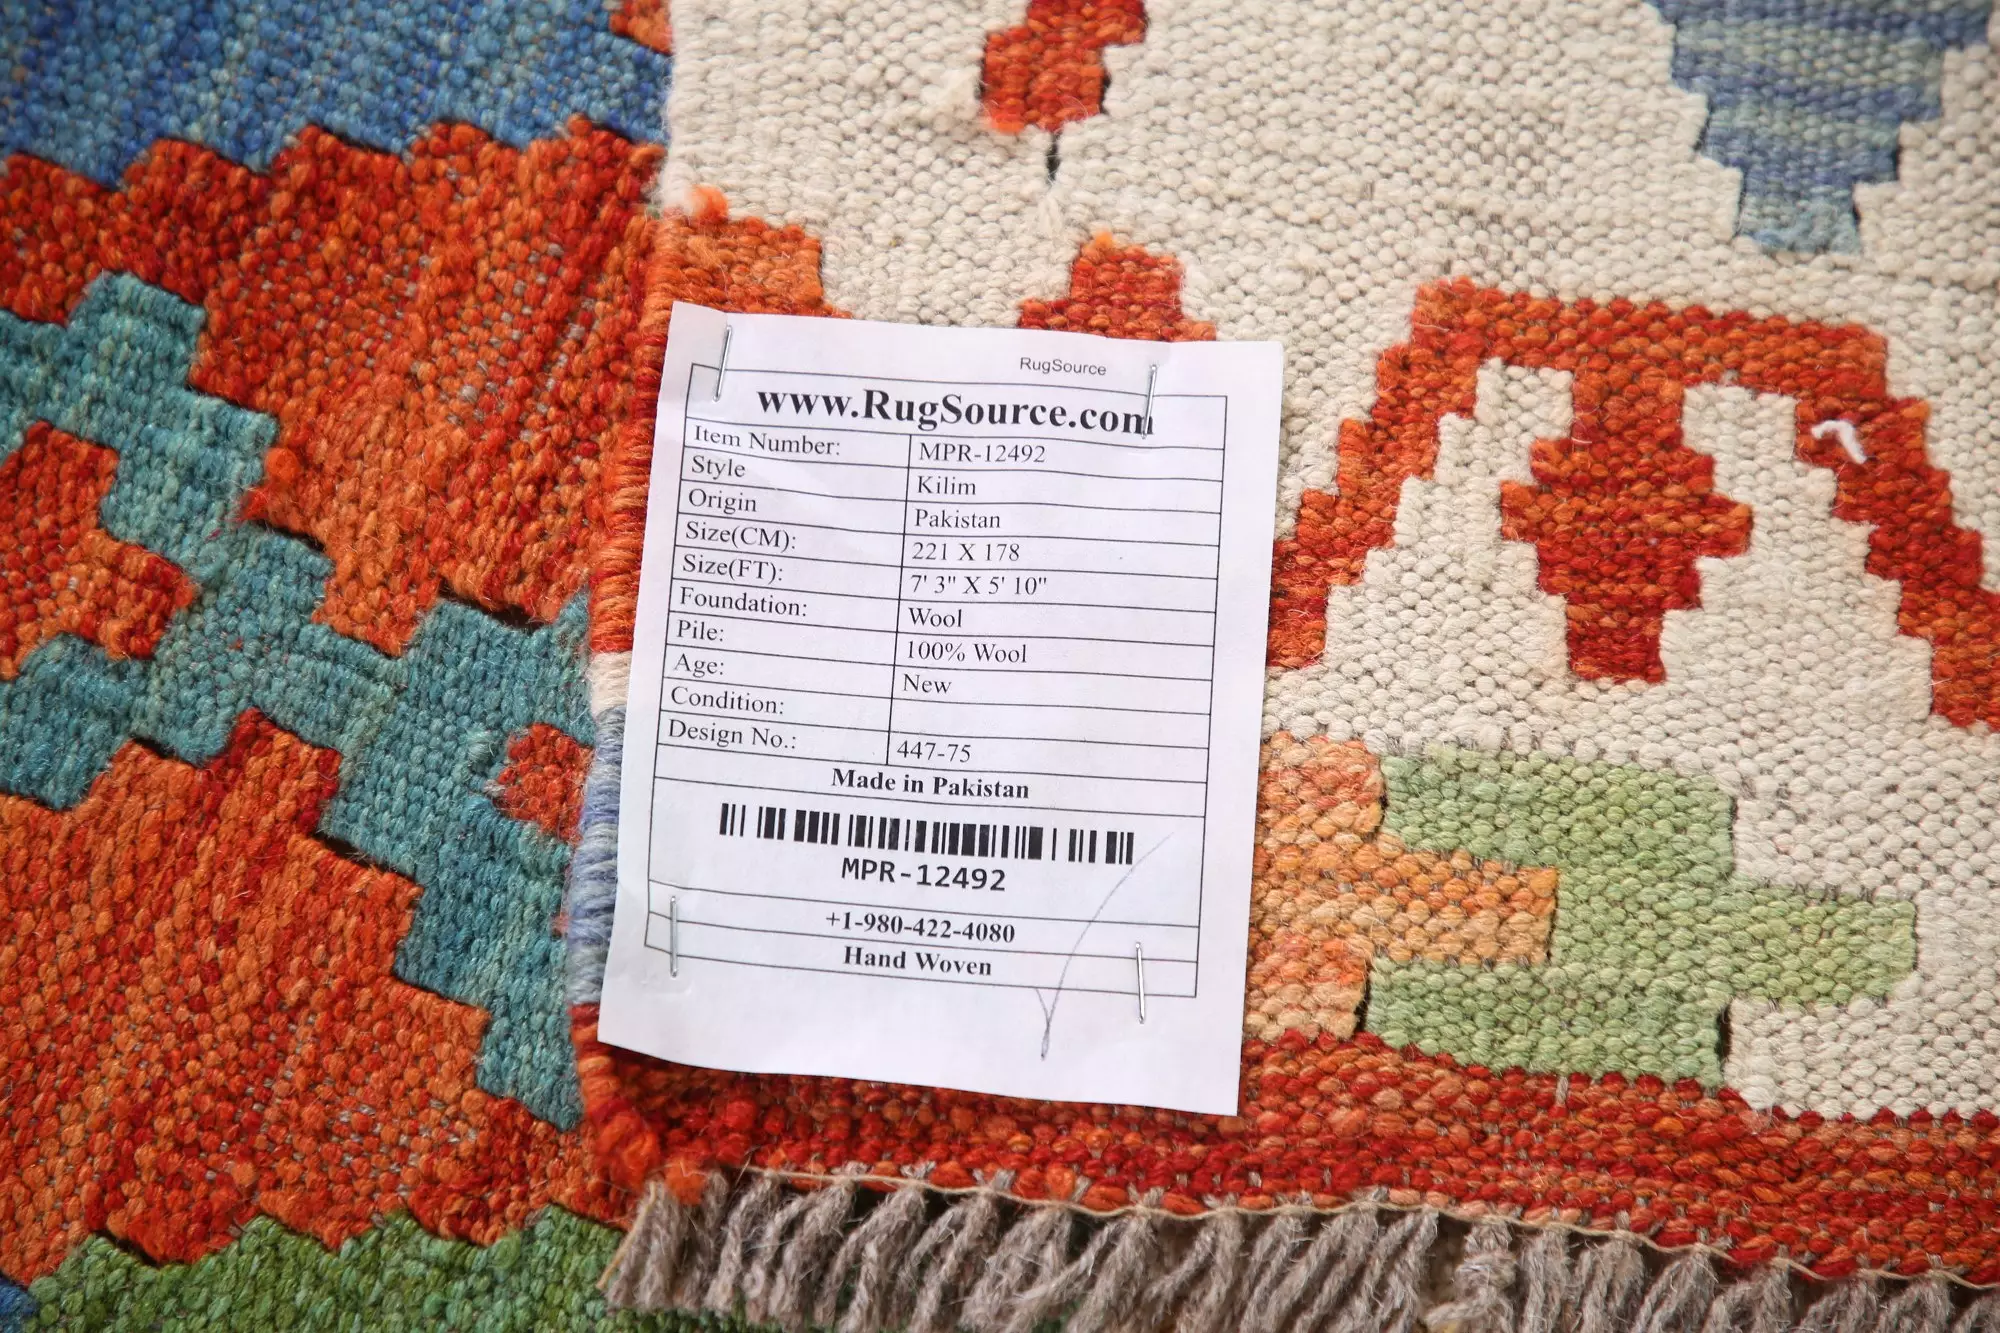 RugSource
www.RugSource.com
Item Number: MPR-12492
Style Kilim
Origin Pakistan
Size(CM): 221 X 178
Size(FT): 7' 3" X 5' 10"
Foundation: Wool
Pile: 100% Wool
Age: New
Condition:
Design No.: 447-75
Made in Pakistan
MPR-12492
+1-980-422-4080
Hand Woven